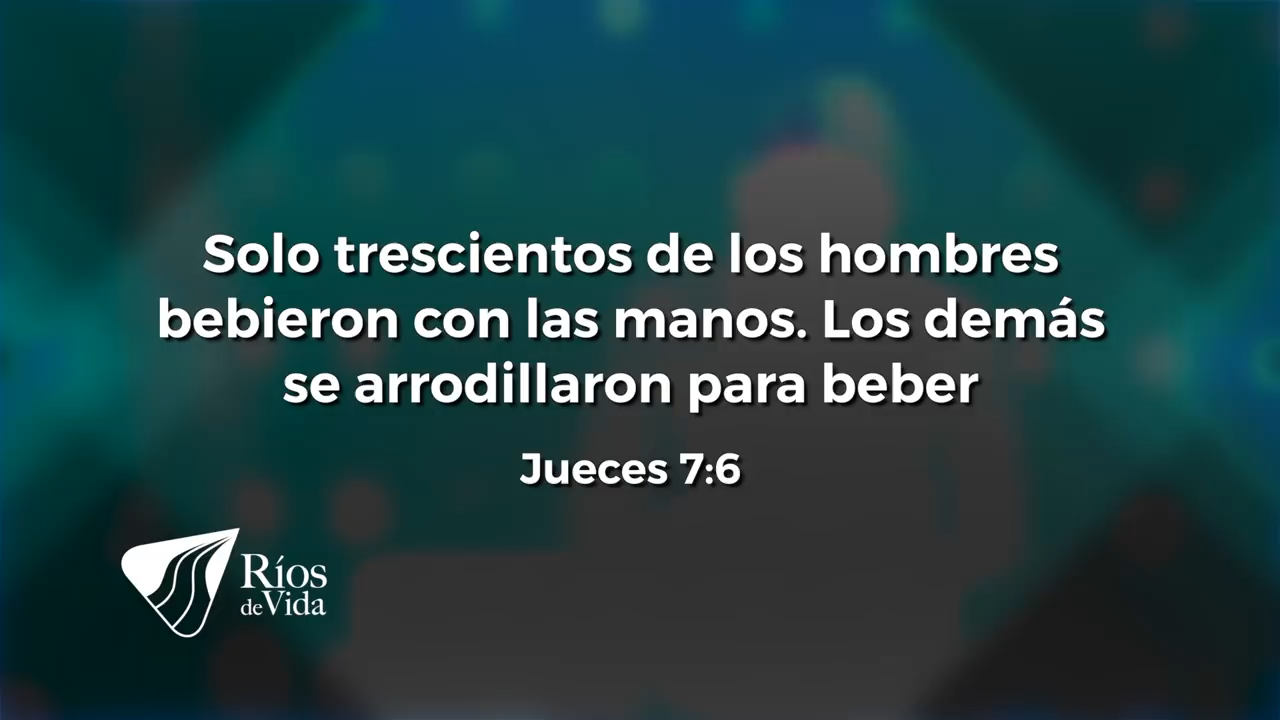 Solo trescientos de los hombres
bebieron con las manos. Los demás
se arrodillaron para beber
Jueces 7:6
Ríos
de Vida